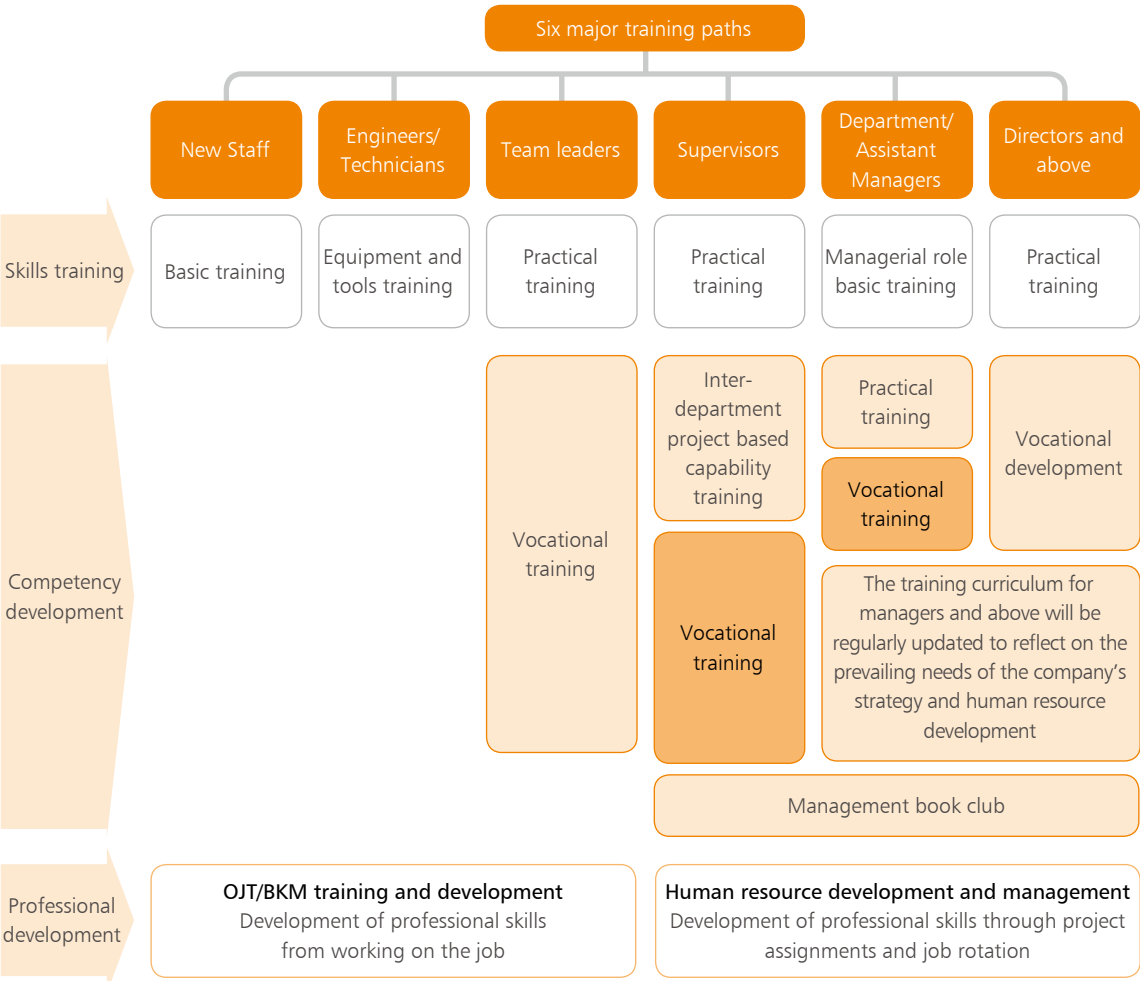 Six major training paths
New Staff
Engineers/
Technicians
Team leaders
Supervisors
Department/
Assistant
Managers
Directors and
above
Skills training
Basic training
Equipment and
tools training
Practical
training
Practical
training
Managerial role
basic training
Practical
training
Competency
development
Vocational
training
Inter-
department
project based
capability
training
Vocational
training
Practical
training
Vocational
training
Vocational
development
The training curriculum for
managers and above will be
regularly updated to reflect on the
prevailing needs of the company’s
strategy and human resource
development
Management book club
Professional
development
OJT/BKM training and development
Development of professional skills
from working on the job
Human resource development and management
Development of professional skills through project
assignments and job rotation